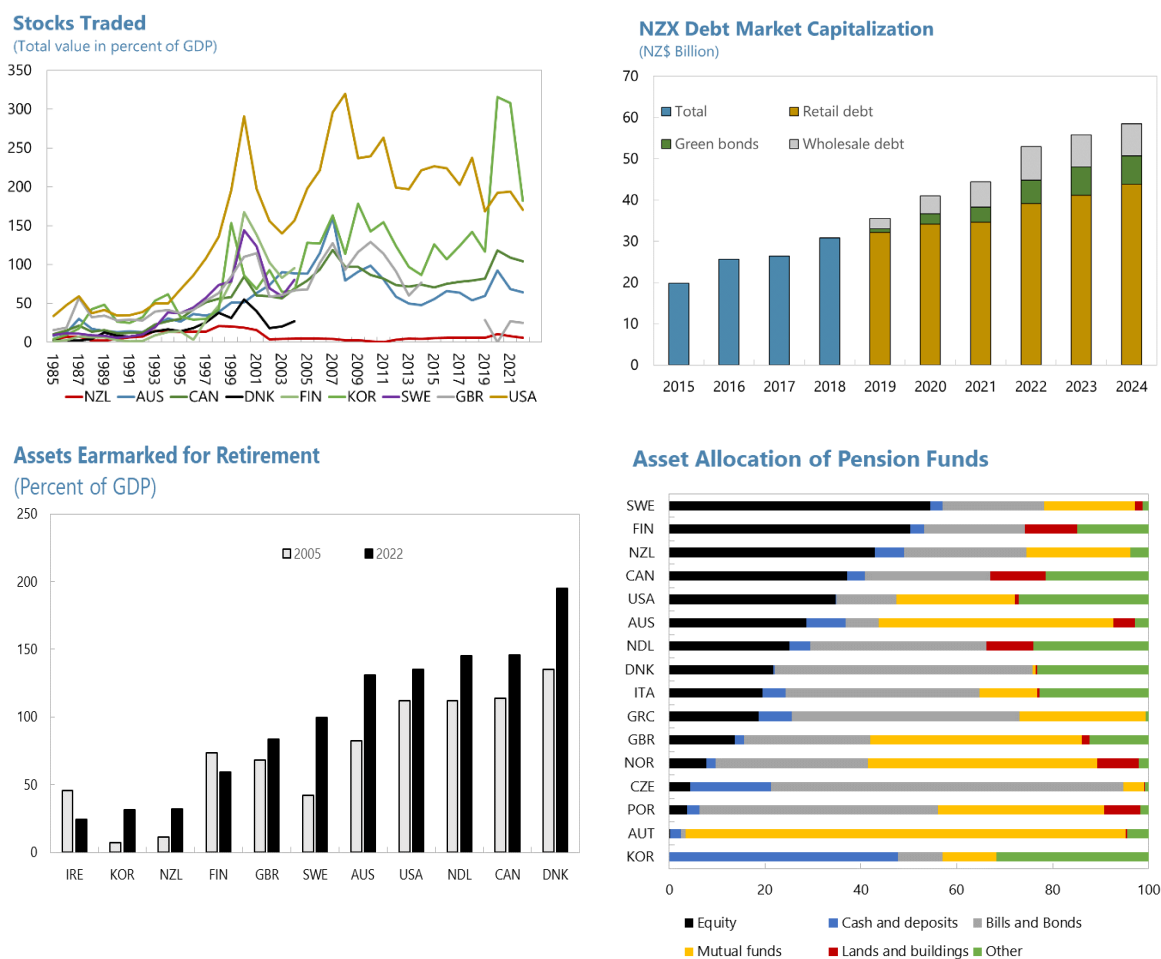 Stocks Traded
(Total value in percent of GDP)
350
300
250
200
150
100
50
0
1985 1987 1989 1991 1993 1995 1997 1999 2001 2003 2005 2007 2009 2011 2013 2015 2017 2019 2021
NZL AUS CAN DNK FIN KOR SWE GBR USA
NZX Debt Market Capitalization
(NZ$ Billion)
70
60
50
40
30
20
10
0
Total Retail debt
Green bonds Wholesale debt
2015 2016 2017 2018 2019 2020 2021 2022 2023 2024
Assets Earmarked for Retirement
(Percent of GDP)
250
200
150
100
50
0
2005 2022
IRE KOR NZL FIN GBR SWE AUS USA NDL CAN DNK
Asset Allocation of Pension Funds
SWE
FIN
NZL
CAN
USA
AUS
NDL
DNK
ITA
GRC
GBR
NOR
CZE
POR
AUT
KOR
0 20 40 60 80 100
Equity Cash and deposits Bills and Bonds
Mutual funds Lands and buildings Other